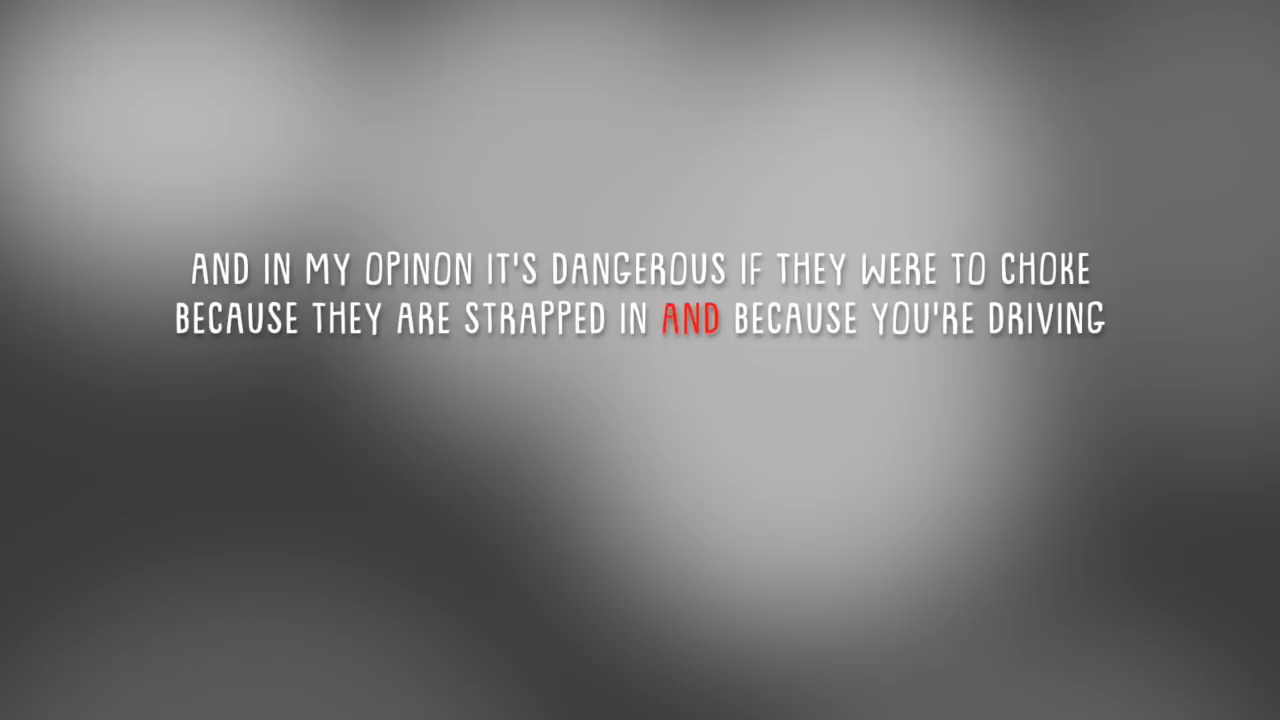 AND IN MY OPINON IT'S DANGEROUS IF THEY WERE TO CHOKE
BECAUSE THEY ARE STRAPPED IN AND BECAUSE YOU'RE DRIVING